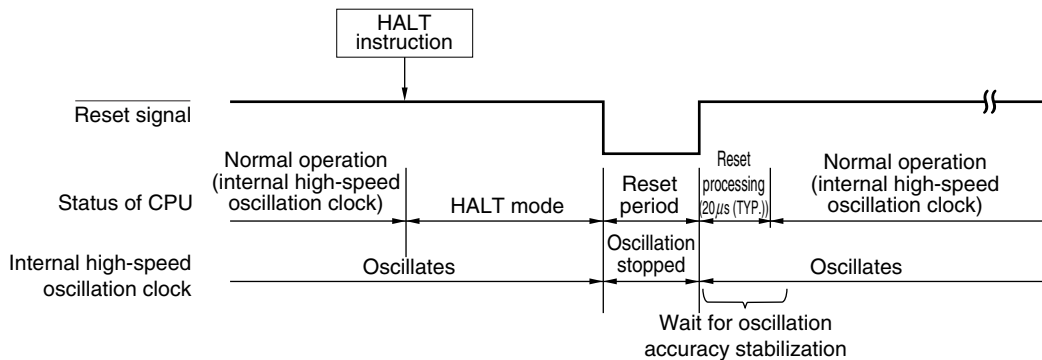 HALT
instruction
Reset signal
Status of CPU
Normal operation
(internal high-speed
oscillation clock)
HALT mode
Reset
period
Reset
processing
(20 μs (TYP.))
Normal operation
(internal high-speed
oscillation clock)
Internal high-speed
oscillation clock
Oscillates
Oscillation
stopped
Oscillates
Wait for oscillation
accuracy stabilization